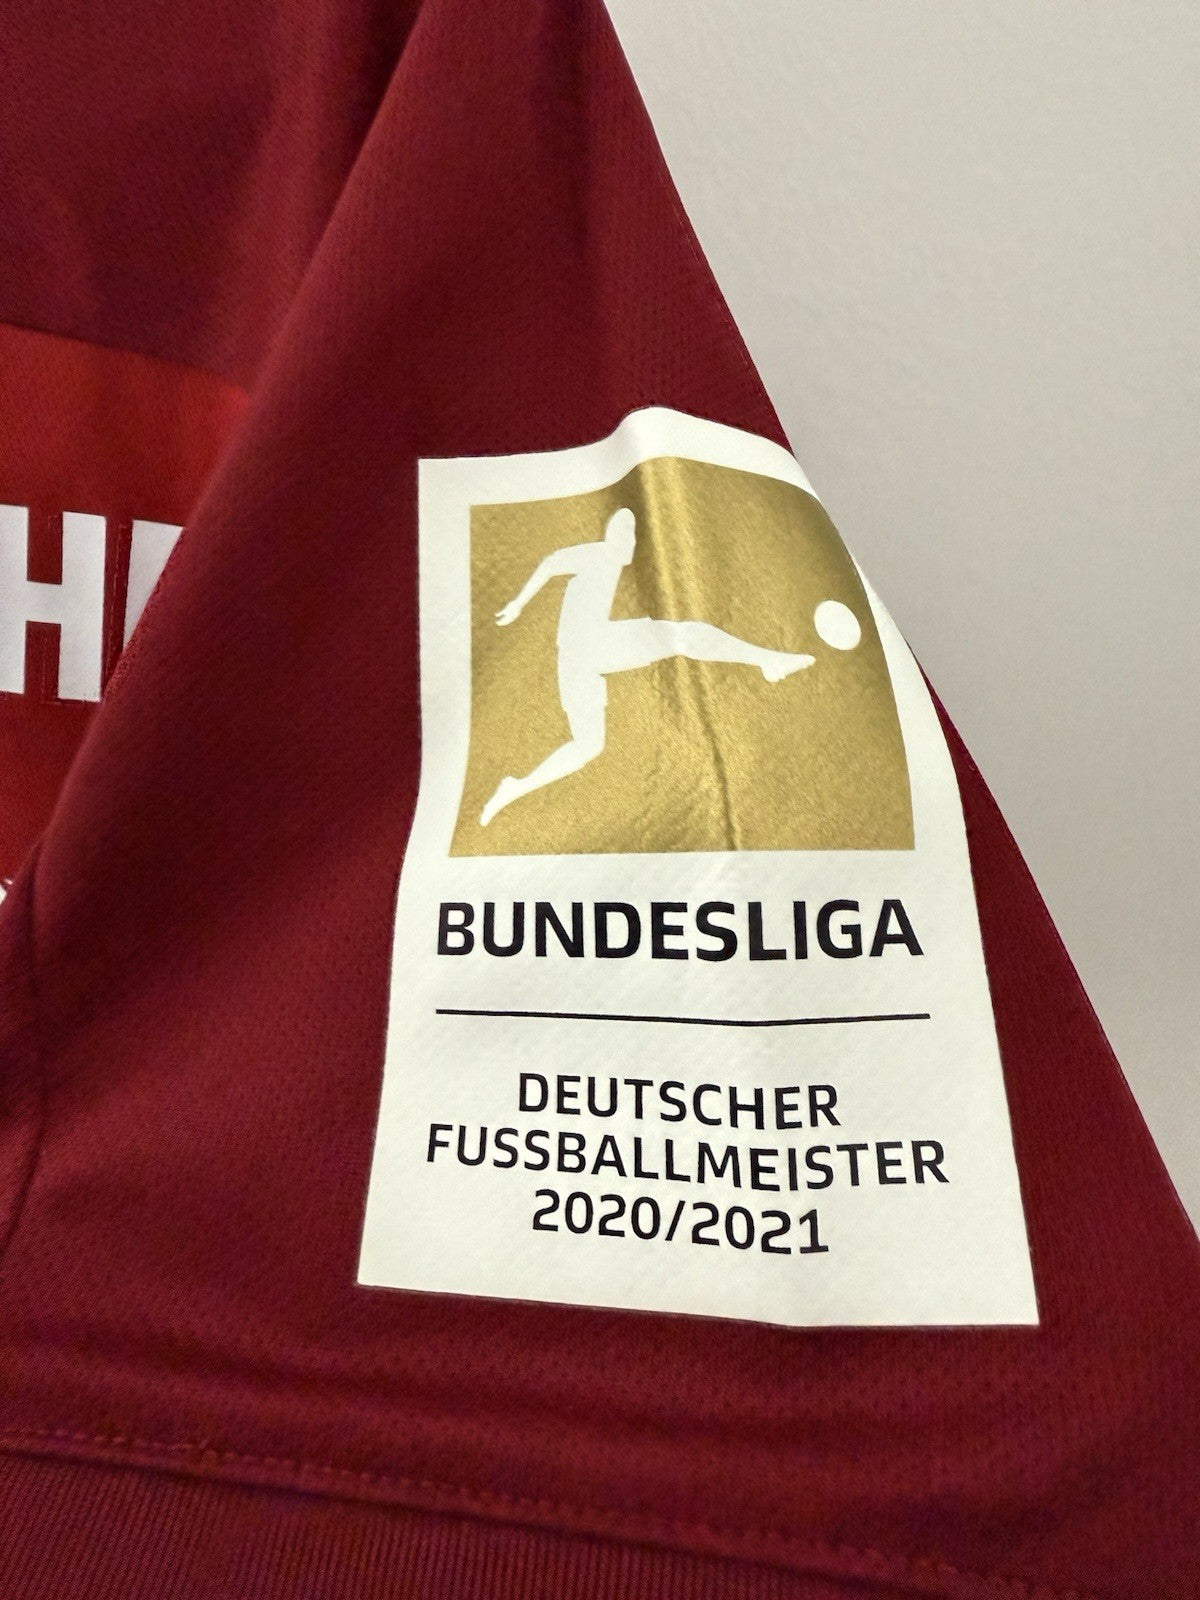 BUNDESLIGA
DEUTSCHER
FUSSBALLMEISTER
2020/2021